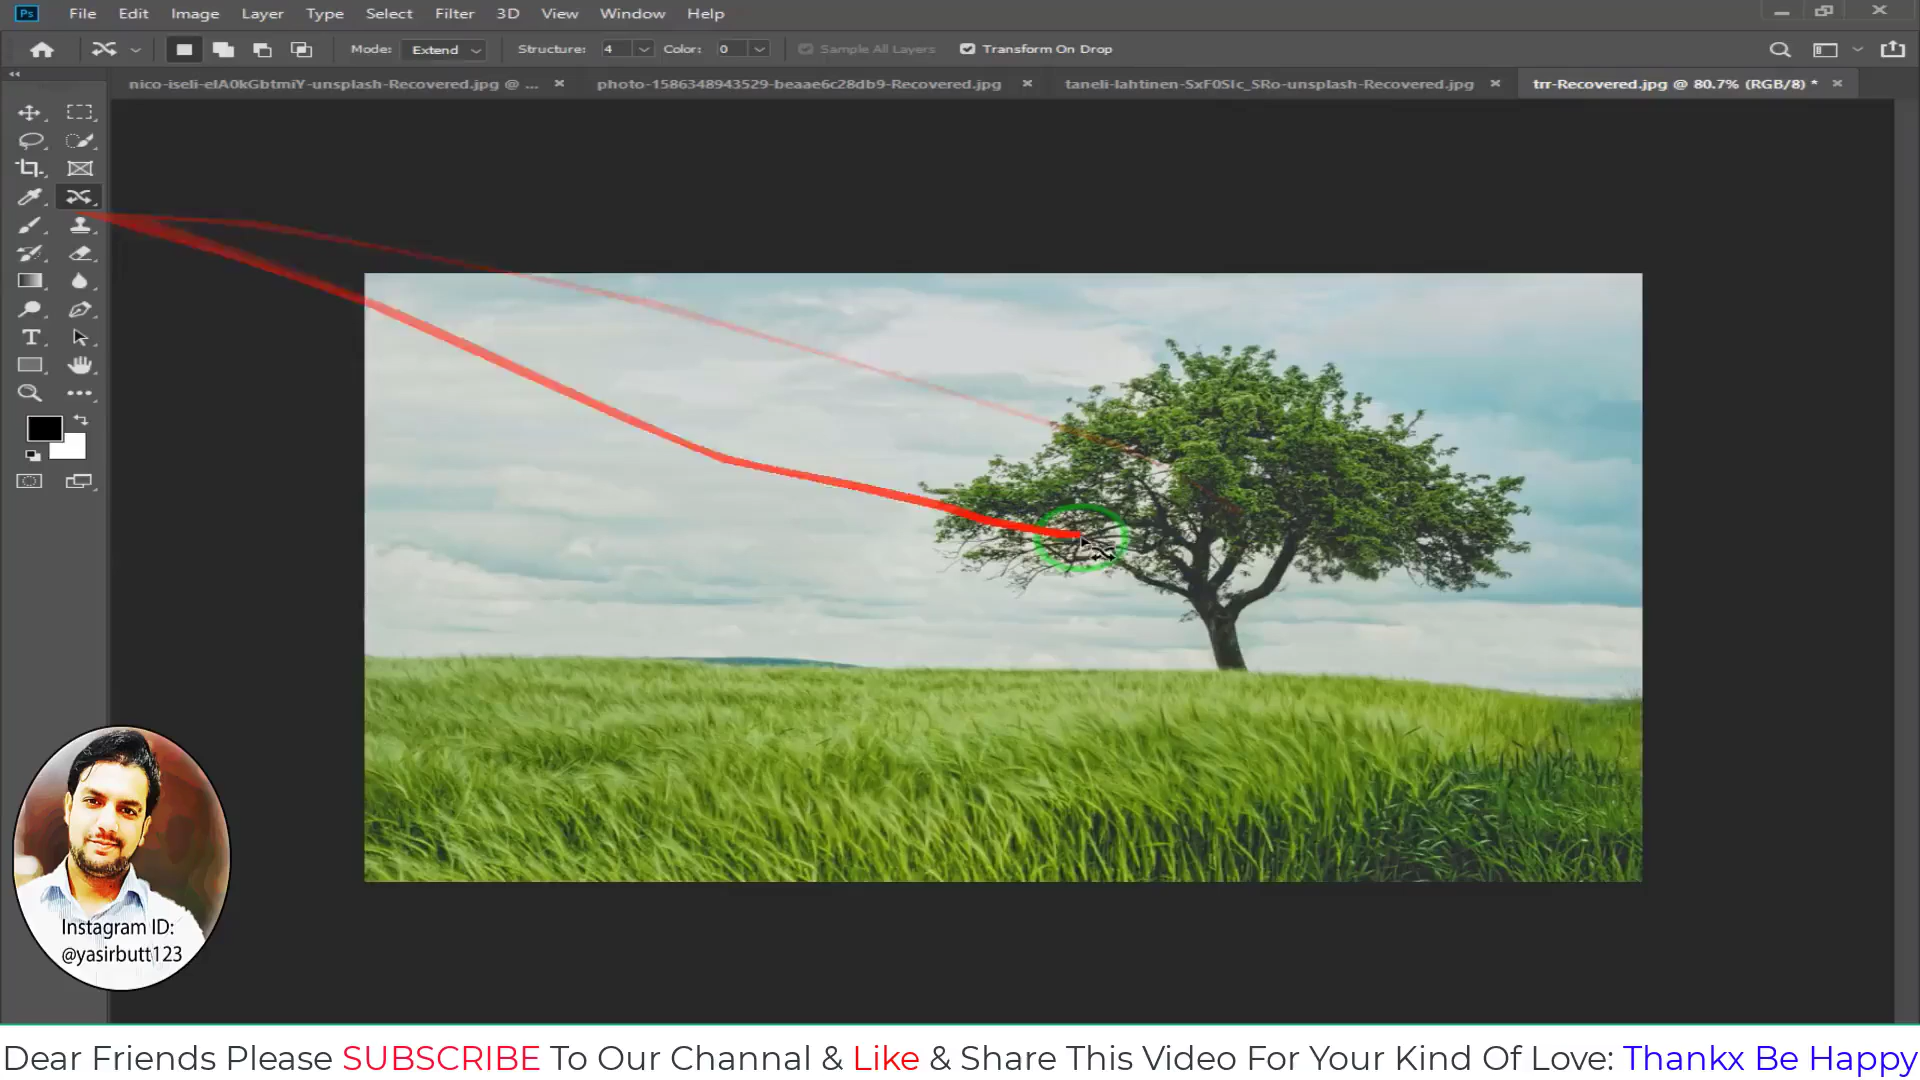 Ps File Edit Image Layer Type Select Filter 3D View Window Help
Mode: Extend Structure: 4 Color: 0 Sample All Layers Transform On Drop
nico-iseli-elA0kGbtmiY-unsplash-Recovered.jpg @ ... photo-1586348943529-beaae6c28db9-Recovered.jpg taneli-lahtinen-SxF0Slc_SRo-unsplash-Recovered.jpg trr-Recovered.jpg @ 80.7% (RGB/8) *
Instagram ID:
@yasirbutt123
Dear Friends Please SUBSCRIBE To Our Channal & Like & Share This Video For Your Kind Of Love: Thankx Be Happy